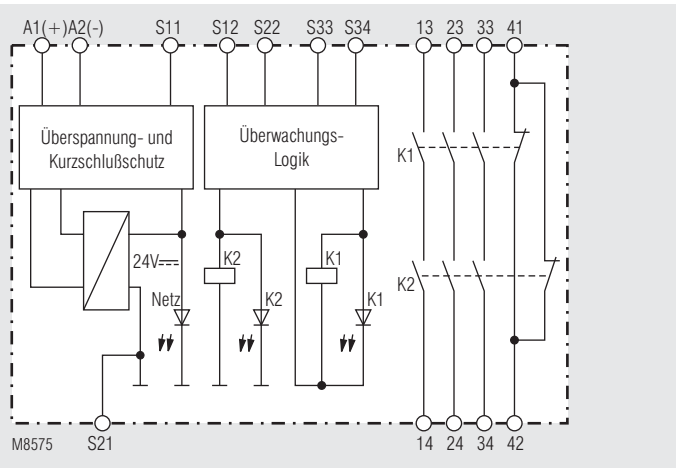 A1(+) A2(-) S11 S12 S22 S33 S34 13 23 33 41
Überspannung- und
Kurzschlußschutz
Überwachungs-
Logik
K1
24V
K2
K1
Netz
K2
K1
K2
M8575
S21
14 24 34 42